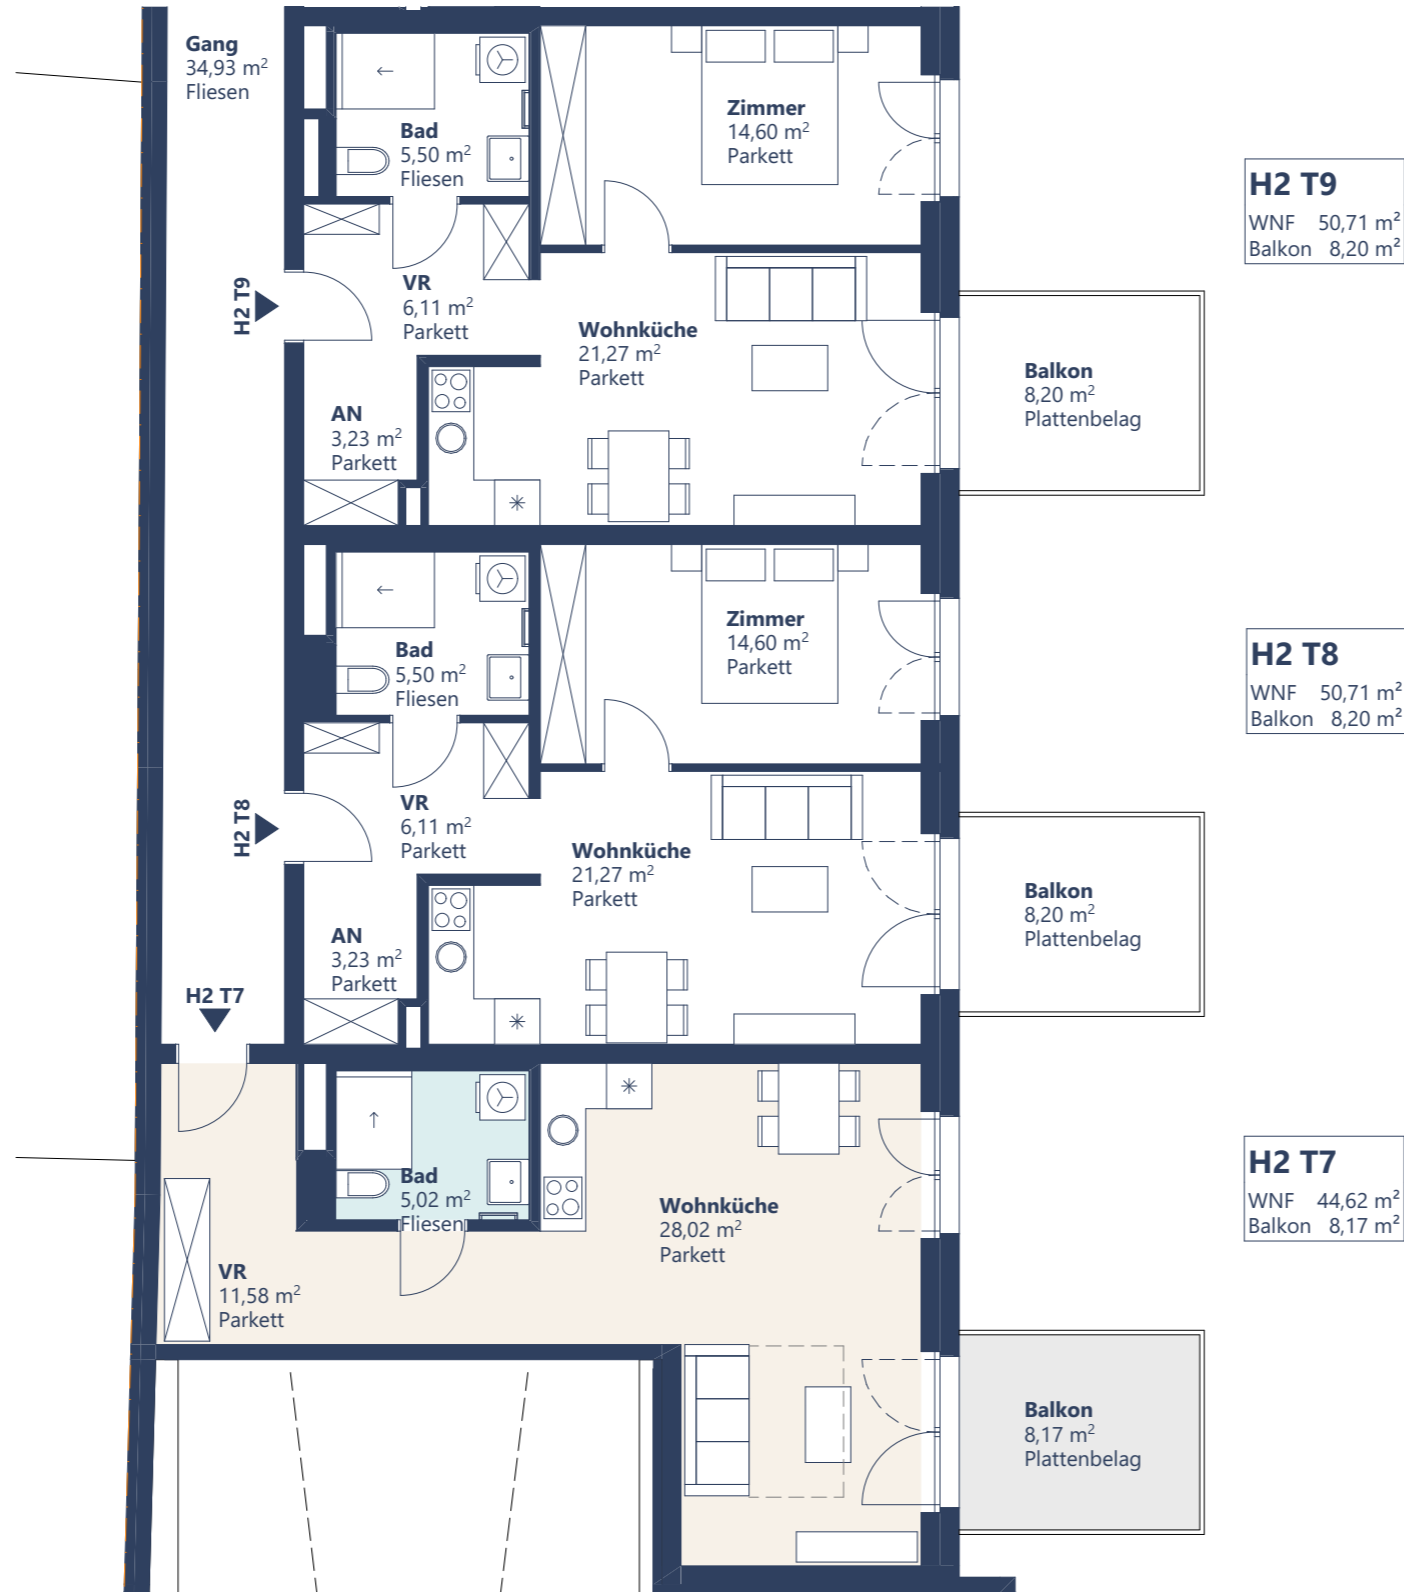 Gang
34,93 m²
Fliesen
Bad
5,50 m²
Fliesen
Zimmer
14,60 m²
Parkett
H2 T9
WNF 50,71 m²
Balkon 8,20 m²
H2 T9
VR
6,11 m²
Parkett
Wohnküche
21,27 m²
Parkett
Balkon
8,20 m²
Plattenbelag
AN
3,23 m²
Parkett
Bad
5,50 m²
Fliesen
Zimmer
14,60 m²
Parkett
H2 T8
WNF 50,71 m²
Balkon 8,20 m²
H2 T8
VR
6,11 m²
Parkett
Wohnküche
21,27 m²
Parkett
Balkon
8,20 m²
Plattenbelag
AN
3,23 m²
Parkett
H2 T7
Bad
5,02 m²
Fliesen
Wohnküche
28,02 m²
Parkett
H2 T7
WNF 44,62 m²
Balkon 8,17 m²
VR
11,58 m²
Parkett
Balkon
8,17 m²
Plattenbelag